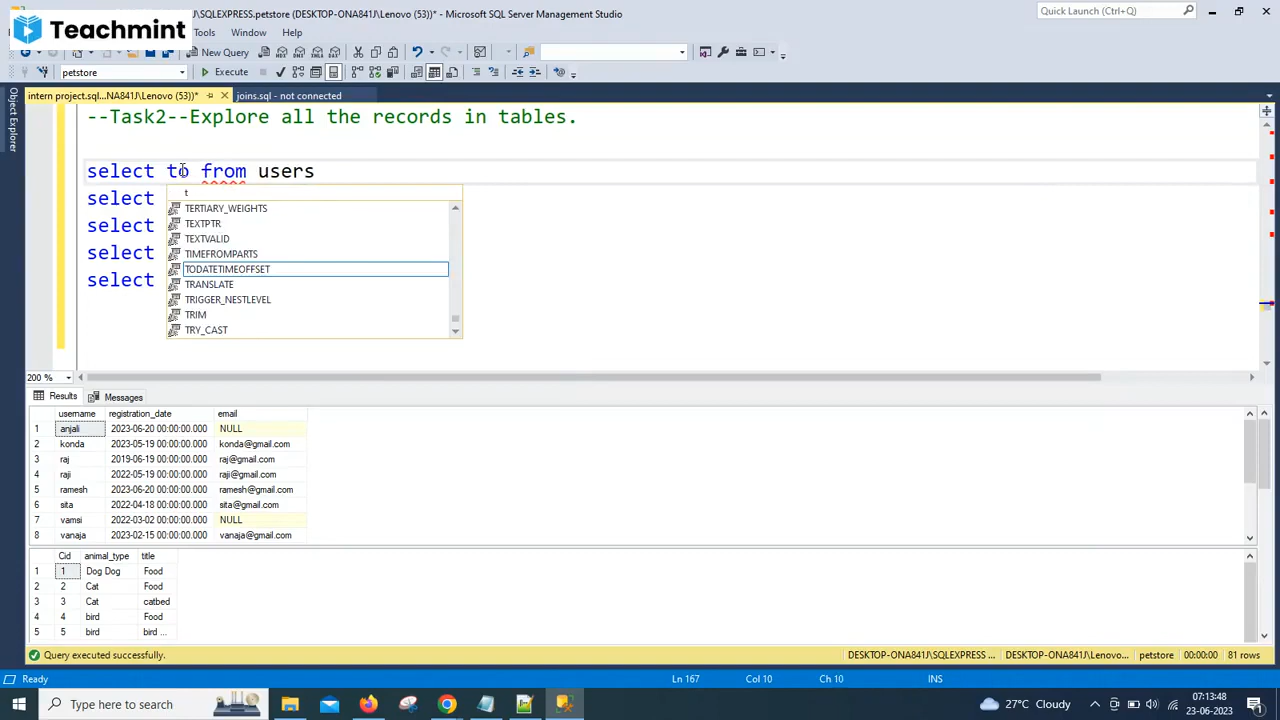 Teachmint
J\SQLEXPRESS.petstore (DESKTOP-ONA841J\Lenovo (53))* - Microsoft SQL Server Management Studio
Quick Launch (Ctrl+Q)
Tools Window Help
New Query
petstore Execute
intern project.sql...NA841J\Lenovo (53))* joins.sql - not connected
Object Explorer
--Task2--Explore all the records in tables.
select to from users
t
select
TERTIARY_WEIGHTS
TEXTPTR
select
TEXTVALID
TIMEFROMPARTS
select
TODATETIMEOFFSET
select
TRANSLATE
TRIGGER_NESTLEVEL
TRIM
TRY_CAST
200 %
Results Messages
username registration_date email
1 anjali 2023-06-20 00:00:00.000 NULL
2 konda 2023-05-19 00:00:00.000 konda@gmail.com
3 raj 2019-06-19 00:00:00.000 raj@gmail.com
4 raji 2022-05-19 00:00:00.000 raji@gmail.com
5 ramesh 2023-06-20 00:00:00.000 ramesh@gmail.com
6 sita 2022-04-18 00:00:00.000 sita@gmail.com
7 vamsi 2022-03-02 00:00:00.000 NULL
8 vanaja 2023-02-15 00:00:00.000 vanaja@gmail.com
Cid animal_type title
1 1 Dog Dog Food
2 2 Cat Food
3 3 Cat catbed
4 4 bird Food
5 5 bird bird ...
Query executed successfully. DESKTOP-ONA841J\SQLEXPRESS ... DESKTOP-ONA841J\Lenovo... petstore 00:00:00 81 rows
Ready Ln 167 Col 10 Ch 10 INS
Type here to search 27°C Cloudy 07:13:48
23-06-2023
1